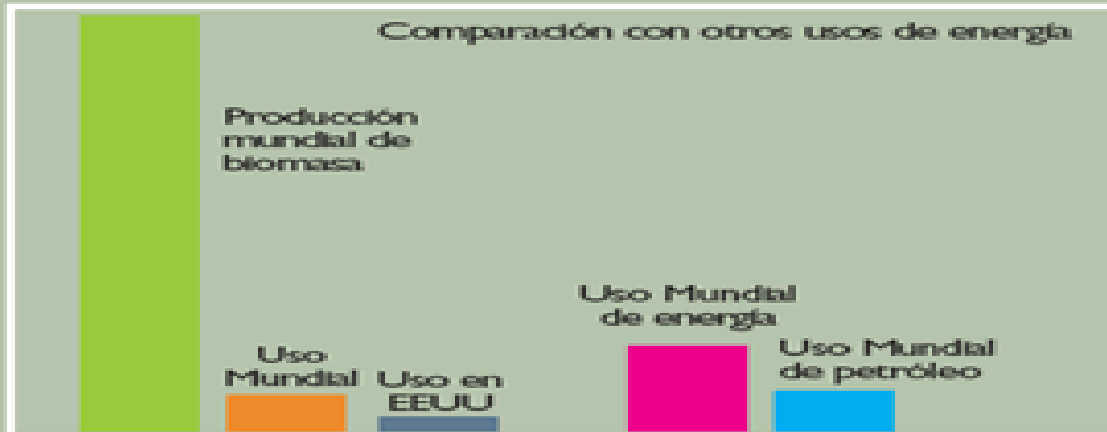 Comparación con otros usos de energía
Producción
mundial de
biomasa
Uso
Mundial
Uso en
EEUU
Uso Mundial
de energía
Uso Mundial
de petróleo